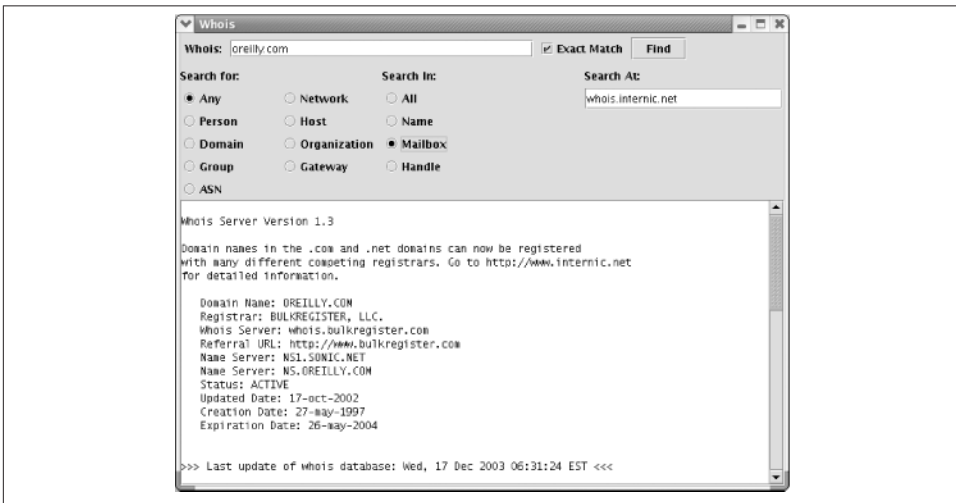 Whois
Whois: oreilly.com Exact Match Find
Search for: Search In: Search At:
Any Network All whois.internic.net
Person Host Name
Domain Organization Mailbox
Group Gateway Handle
ASN
Whois Server Version 1.3
Domain names in the .com and .net domains can now be registered
with many different competing registrars. Go to http://www.internic.net
for detailed information.
Domain Name: OREILLY.COM
Registrar: BULKREGISTER, LLC.
Whois Server: whois.bulkregister.com
Referral URL: http://www.bulkregister.com
Name Server: NS1.SONIC.NET
Name Server: NS.OREILLY.COM
Status: ACTIVE
Updated Date: 17-oct-2002
Creation Date: 27-may-1997
Expiration Date: 26-may-2004
>>> Last update of whois database: Wed, 17 Dec 2003 06:31:24 EST <<<